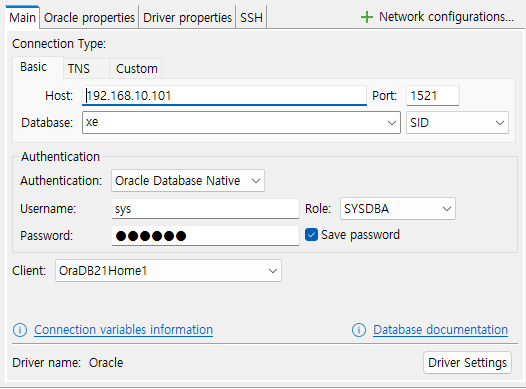 Main Oracle properties Driver properties SSH + Network configurations...
Connection Type:
Basic TNS Custom
Host: 192.168.10.101 Port: 1521
Database: xe SID
Authentication
Authentication: Oracle Database Native
Username: sys Role: SYSDBA
Password: ●●●●●● Save password
Client: OraDB21Home1
Connection variables information Database documentation
Driver name: Oracle Driver Settings